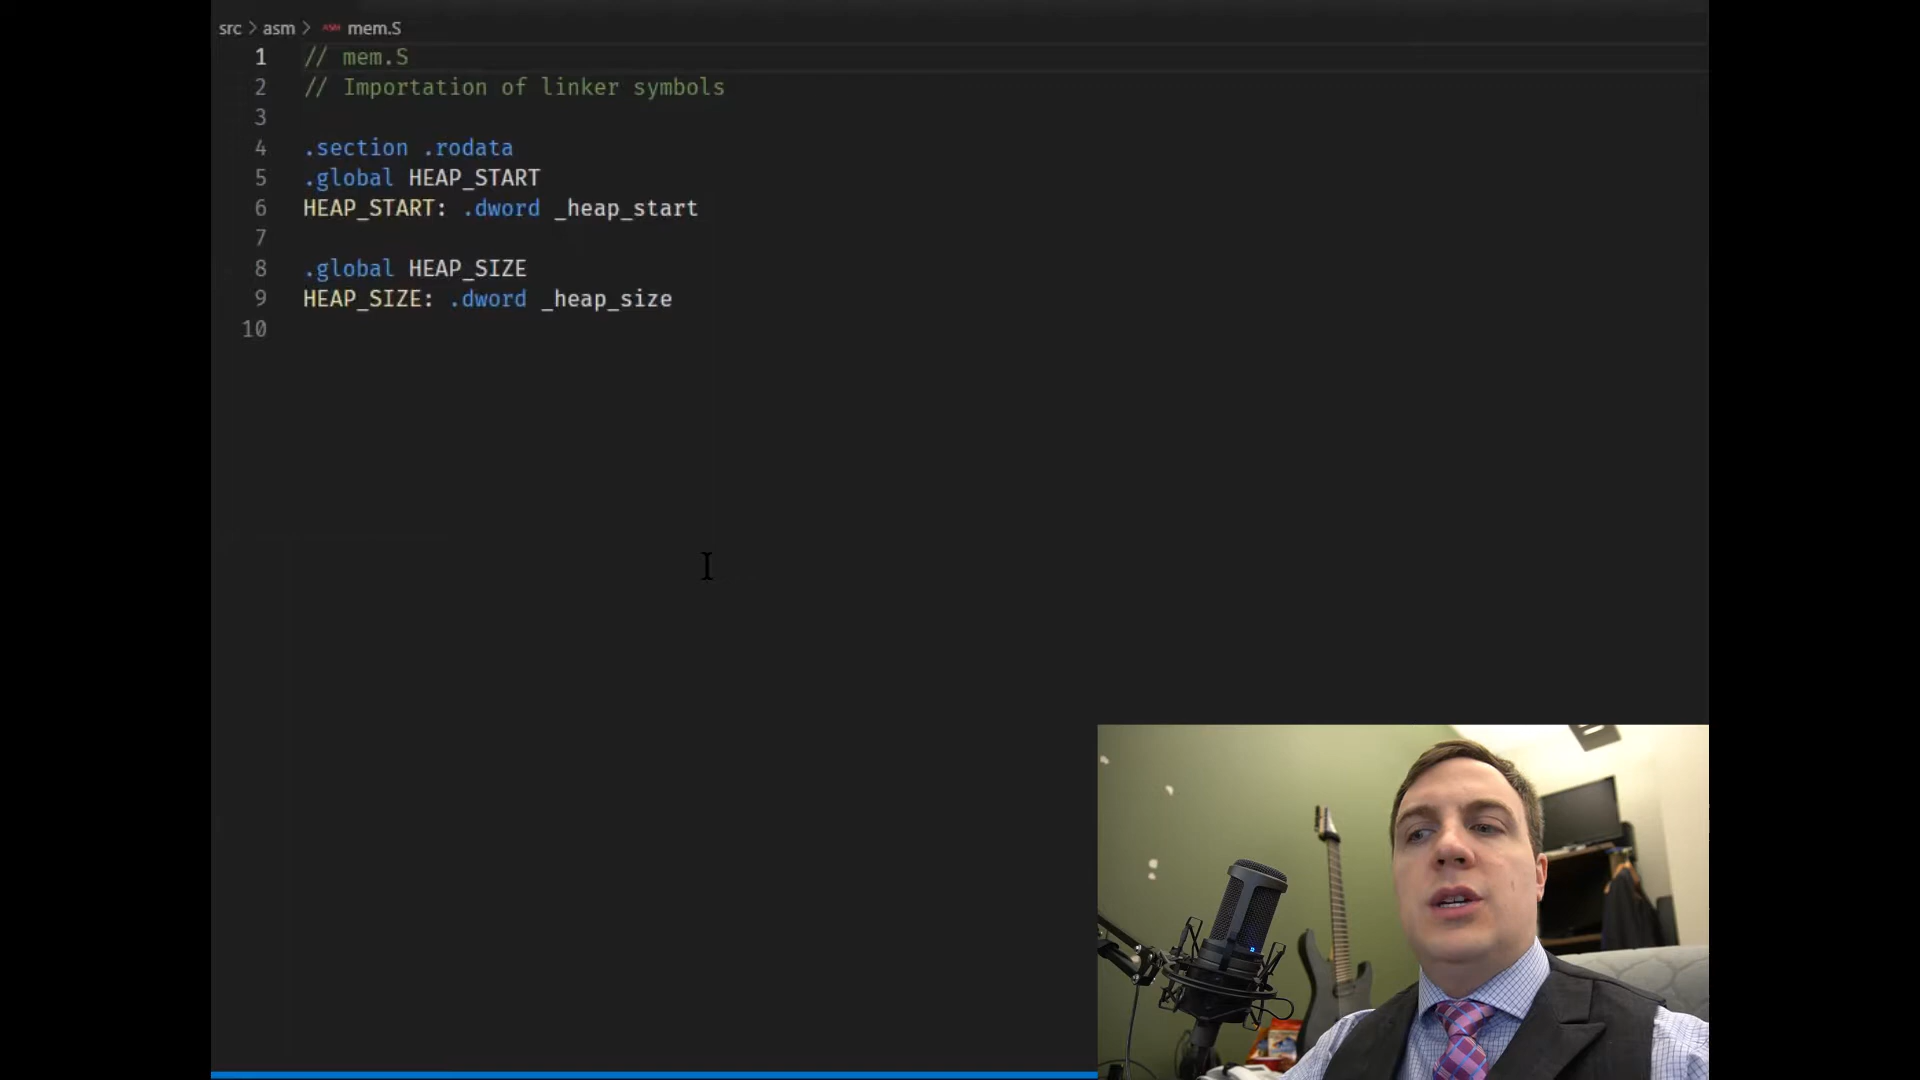 src > asm > ASM mem.S
1 // mem.S
2 // Importation of linker symbols
3
4 .section .rodata
5 .global HEAP_START
6 HEAP_START: .dword _heap_start
7
8 .global HEAP_SIZE
9 HEAP_SIZE: .dword _heap_size
10